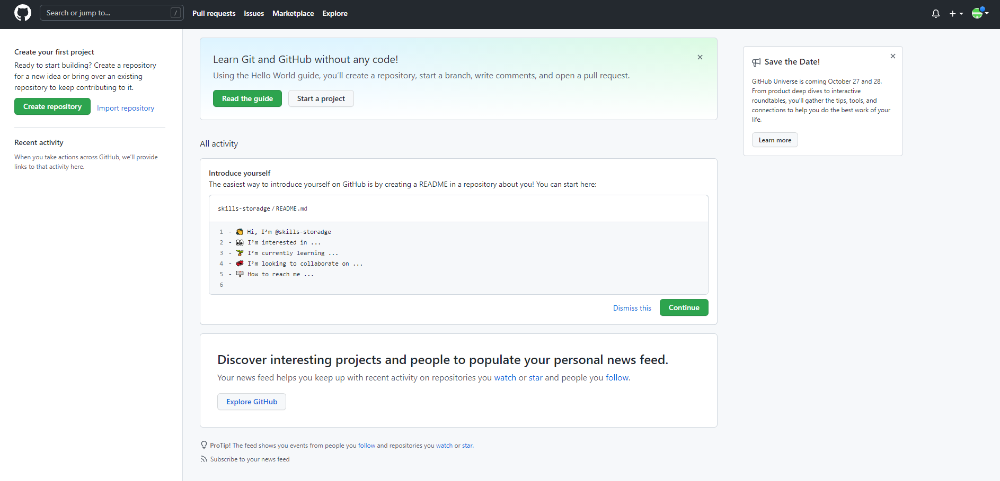 Search or jump to...
/
Pull requests
Issues
Marketplace
Explore
Create your first project
Ready to start building? Create a repository
for a new idea or bring over an existing
repository to keep contributing to it.
Create repository
Import repository
Recent activity
When you take actions across GitHub, we'll provide
links to that activity here.
Learn Git and GitHub without any code!
Using the Hello World guide, you'll create a repository, start a branch, write comments, and open a pull request.
Read the guide
Start a project
All activity
Introduce yourself
The easiest way to introduce yourself on GitHub is by creating a README in a repository about you! You can start here:
skills-storadge/README.md
1 - 👋 Hi, I'm @skills-storadge
2 - 👀 I'm interested in ...
3 - 🌱 I'm currently learning ...
4 - 💞️ I'm looking to collaborate on ...
5 - 📫 How to reach me ...
6
Dismiss this
Continue
Discover interesting projects and people to populate your personal news feed.
Your news feed helps you keep up with recent activity on repositories you watch or star and people you follow.
Explore GitHub
ProTip! The feed shows you events from people you follow and repositories you watch or star.
Subscribe to your news feed
Save the Date!
GitHub Universe is coming October 27 and 28.
From product deep dives to interactive
roundtables, you'll gather the tips, tools, and
connections to help you do the best work of your
life.
Learn more